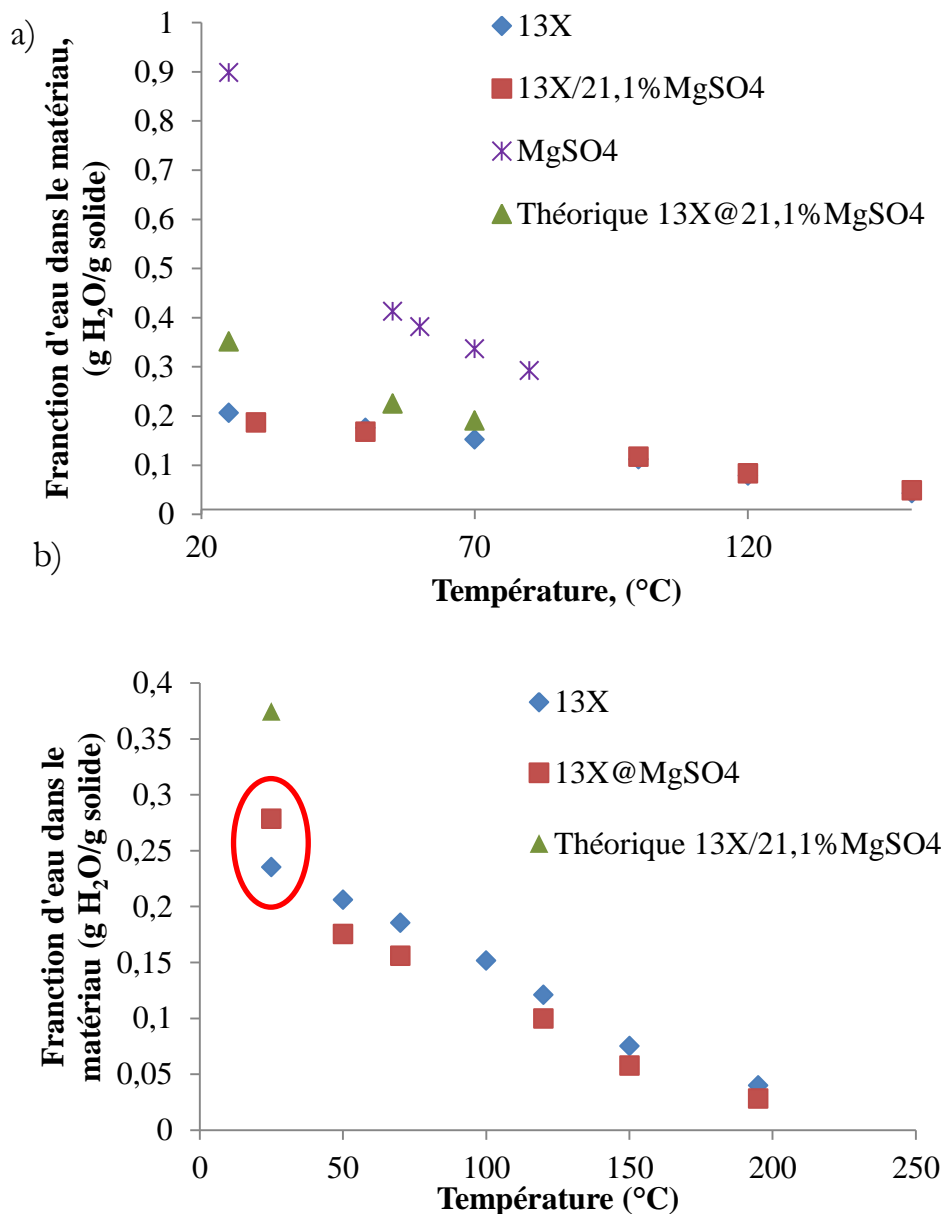 a)
1
0,9
0,8
0,7
0,6
0,5
0,4
0,3
0,2
0,1
0
Franction d'eau dans le matériau,
(g H₂O/g solide)
13X
13X/21,1%MgSO4
MgSO4
Théorique 13X@21,1%MgSO4
20
70
120
Température, (°C)
b)
0,4
0,35
0,3
0,25
0,2
0,15
0,1
0,05
0
Franction d'eau dans le
matériau (g H₂O/g solide)
13X
13X@MgSO4
Théorique 13X/21,1%MgSO4
0
50
100
150
200
250
Température (°C)